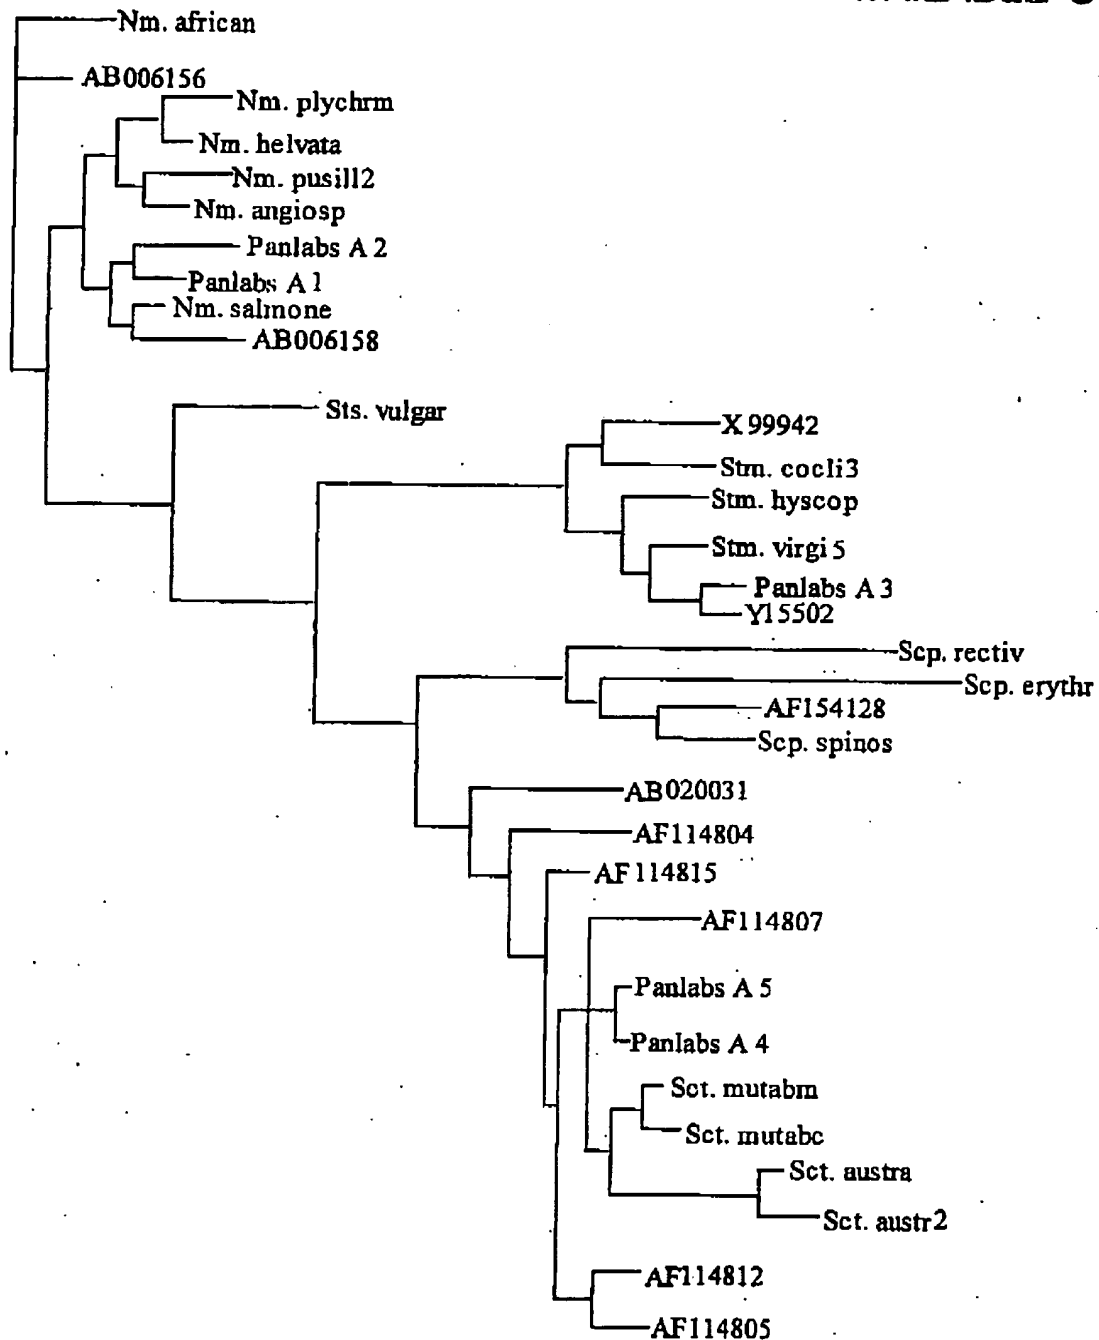 Nm. african
AB006156
Nm. plychrm
Nm. helvata
Nm. pusill2
Nm. angiosp
Panlabs A 2
Panlabs A 1
Nm. salmone
AB006158
Sts. vulgar
X 99942
Stm. cocli3
Stm. hyscop
Stm. virgi 5
Panlabs A 3
Y15502
Scp. rectiv
Scp. erythr
AF154128
Scp. spinos
AB020031
AF114804
AF114815
AF114807
Panlabs A 5
Panlabs A 4
Sct. mutabm
Sct. mutabc
Sct. austra
Sct. austr2
AF114812
AF114805